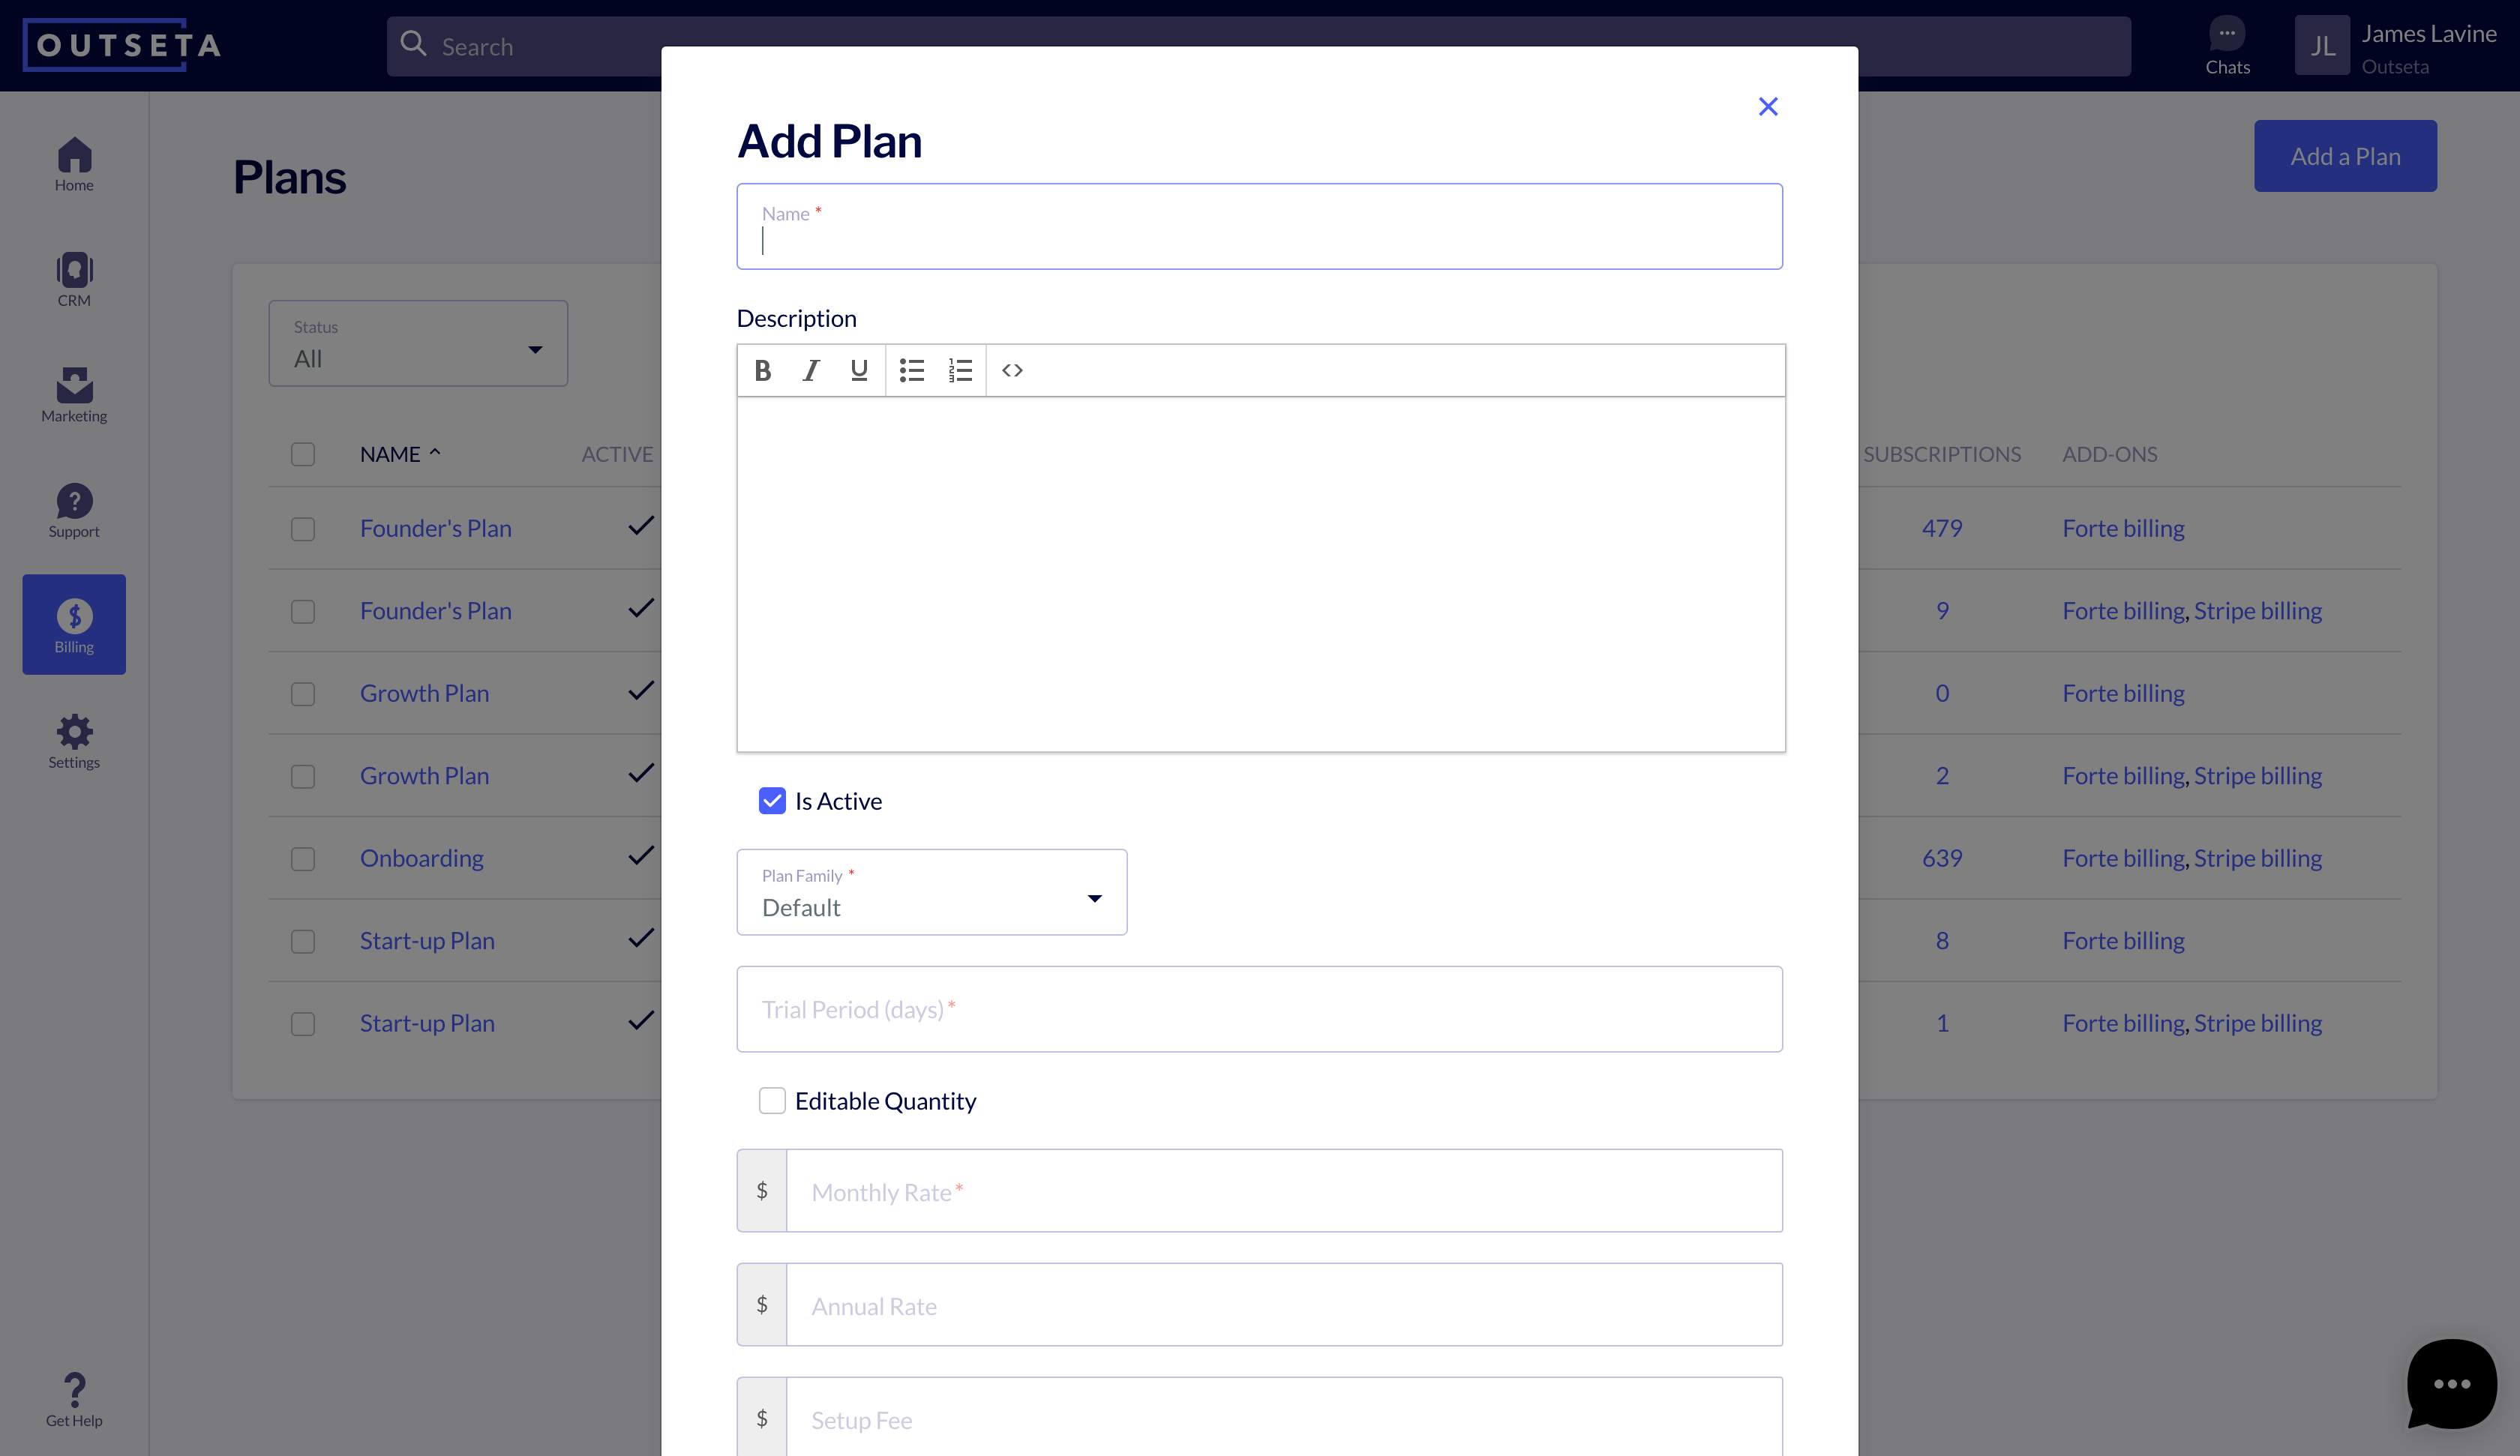 OUTSETA
Search
Chats
JL
James Lavine
Outseta
Home
CRM
Marketing
Support
Billing
Settings
Get Help
Plans
Add a Plan
Status
All
NAME
ACTIVE
SUBSCRIPTIONS
ADD-ONS
Founder's Plan
479
Forte billing
Founder's Plan
9
Forte billing, Stripe billing
Growth Plan
0
Forte billing
Growth Plan
2
Forte billing, Stripe billing
Onboarding
639
Forte billing, Stripe billing
Start-up Plan
8
Forte billing
Start-up Plan
1
Forte billing, Stripe billing
Add Plan
Name *
Description
B I U <>
Is Active
Plan Family *
Default
Trial Period (days) *
Editable Quantity
$ Monthly Rate *
$ Annual Rate
$ Setup Fee